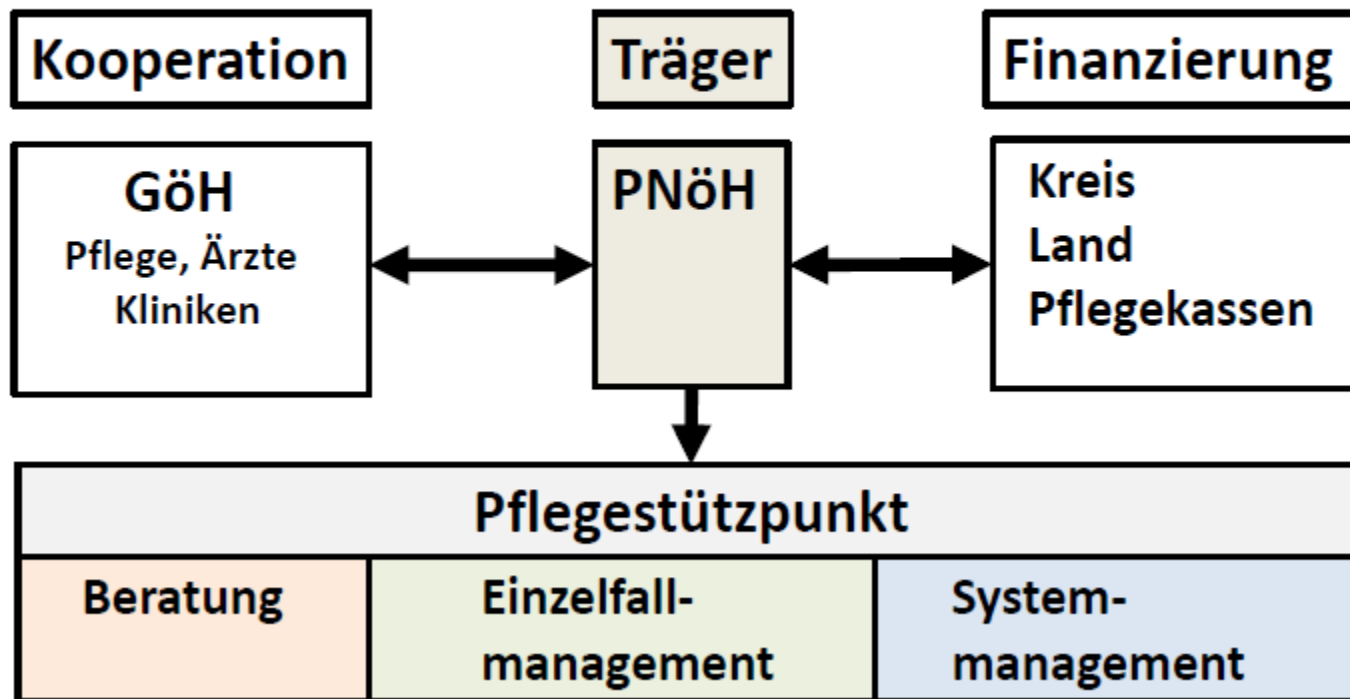 Kooperation
Träger
Finanzierung
GöH
Pflege, Ärzte
Kliniken
PNöH
Kreis
Land
Pflegekassen
Pflegestützpunkt
Beratung
Einzelfall-
management
System-
management